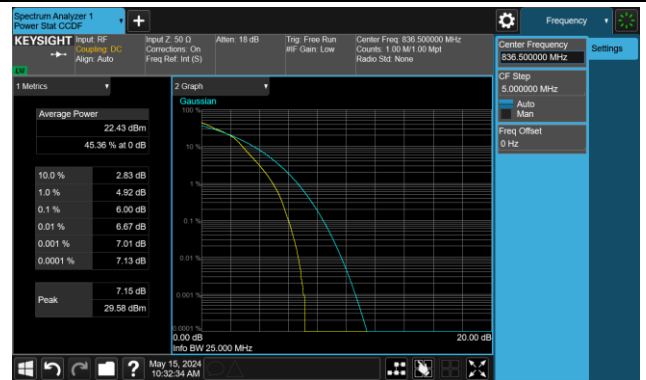 Spectrum Analyzer 1
Power Stat CCDF
Frequency
KEYSIGHT
Input: RF
Coupling: DC
Align: Auto
Input Z: 50 Ω
Corrections: On
Freq Ref: Int (S)
Atten: 18 dB
Trig: Free Run
#IF Gain: Low
Center Freq: 836.500000 MHz
Counts: 1.00 M/1.00 Mpt
Radio Std: None
Center Frequency
836.500000 MHz
Settings
CF Step
5.000000 MHz
Auto
Man
Freq Offset
0 Hz
1 Metrics
Average Power
22.43 dBm
45.36 % at 0 dB
10.0 % 2.83 dB
1.0 % 4.92 dB
0.1 % 6.00 dB
0.01 % 6.67 dB
0.001 % 7.01 dB
0.0001 % 7.13 dB
Peak
7.15 dB
29.58 dBm
2 Graph
Gaussian
100 %
10 %
1 %
0.1 %
0.01 %
0.001 %
0.0001 %
0.00 dB 20.00 dB
Info BW 25.000 MHz
? May 15, 2024
10:32:34 AM